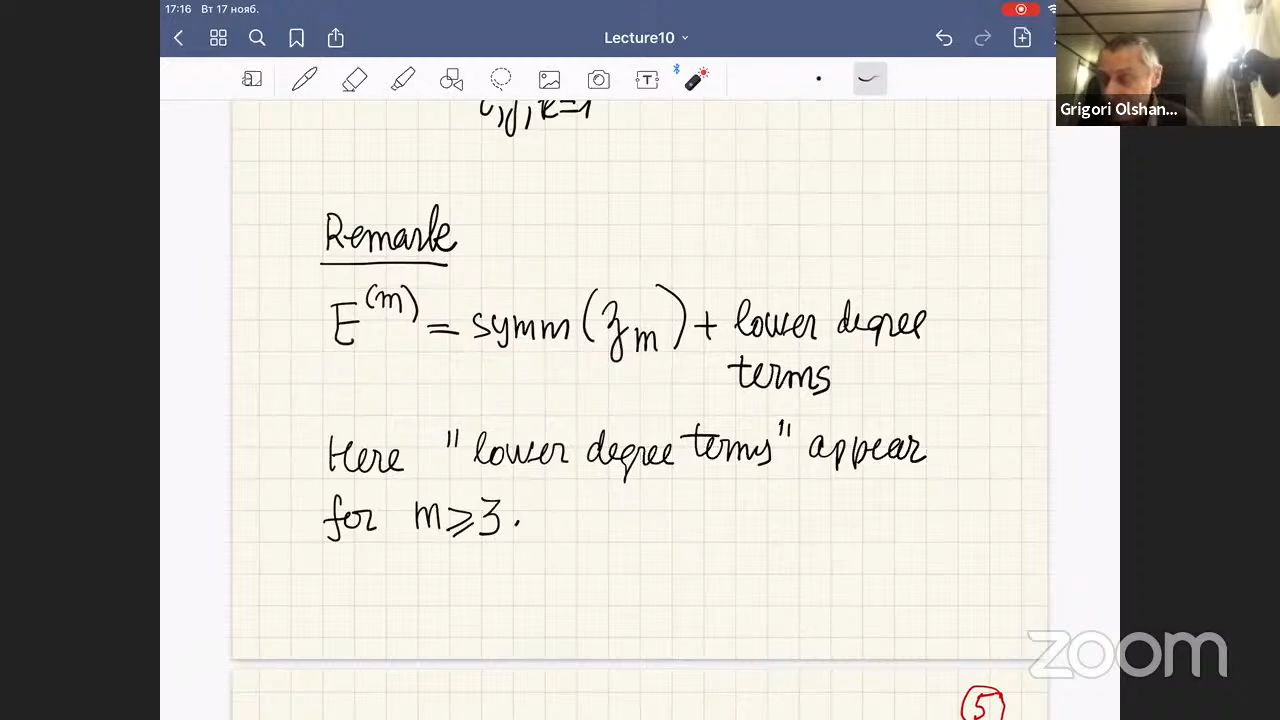 17:16 Вт 17 нояб.
Lecture10
T
Grigori Olshan...
i, j, k=1
Remark
E^(m) = symm(z_m) + lower degree
terms
Here "lower degree terms" appear
for m ⩾ 3.
zoom
5